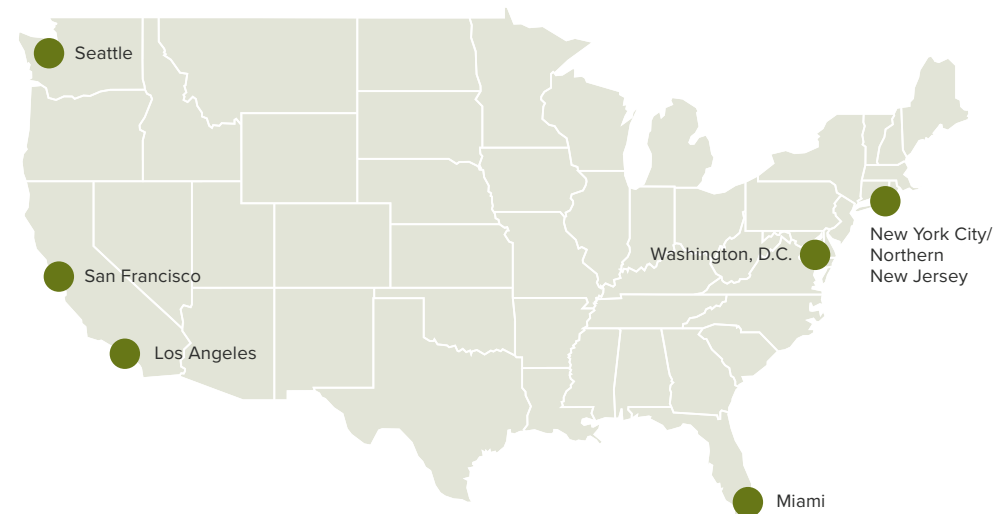 Seattle
New York City/
Northern
New Jersey
Washington, D.C.
San Francisco
Los Angeles
Miami